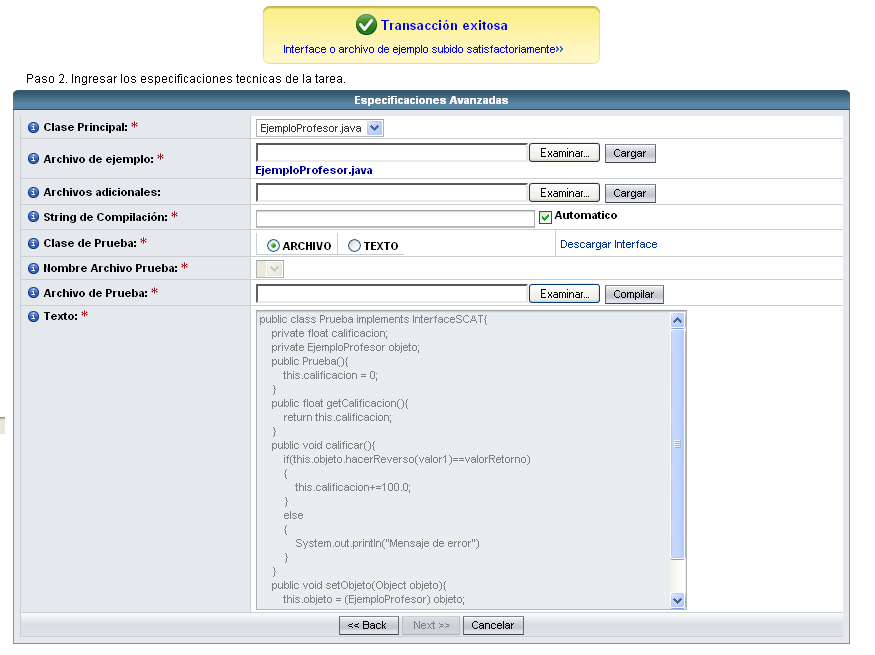 Transacción exitosa
Interface o archivo de ejemplo subido satisfactoriamente>>
Paso 2. Ingresar los especificaciones tecnicas de la tarea.
Especificaciones Avanzadas
Clase Principal: * EjemploProfesor.java
Archivo de ejemplo: * Examinar... Cargar
EjemploProfesor.java
Archivos adicionales: Examinar... Cargar
String de Compilación: * Automatico
Clase de Prueba: * ARCHIVO TEXTO Descargar Interface
Nombre Archivo Prueba: *
Archivo de Prueba: * Examinar... Compilar
Texto: *
public class Prueba implements InterfaceSCAT{
private float calificacion;
private EjemploProfesor objeto;
public Prueba(){
this.calificacion = 0;
}
public float getCalificacion(){
return this.calificacion;
}
public void calificar(){
if(this.objeto.hacerReverso(valor1)==valorRetorno)
{
this.calificacion+=100.0;
}
else
{
System.out.println("Mensaje de error")
}
}
public void setObjeto(Object objeto){
this.objeto = (EjemploProfesor) objeto;
<< Back Next >> Cancelar